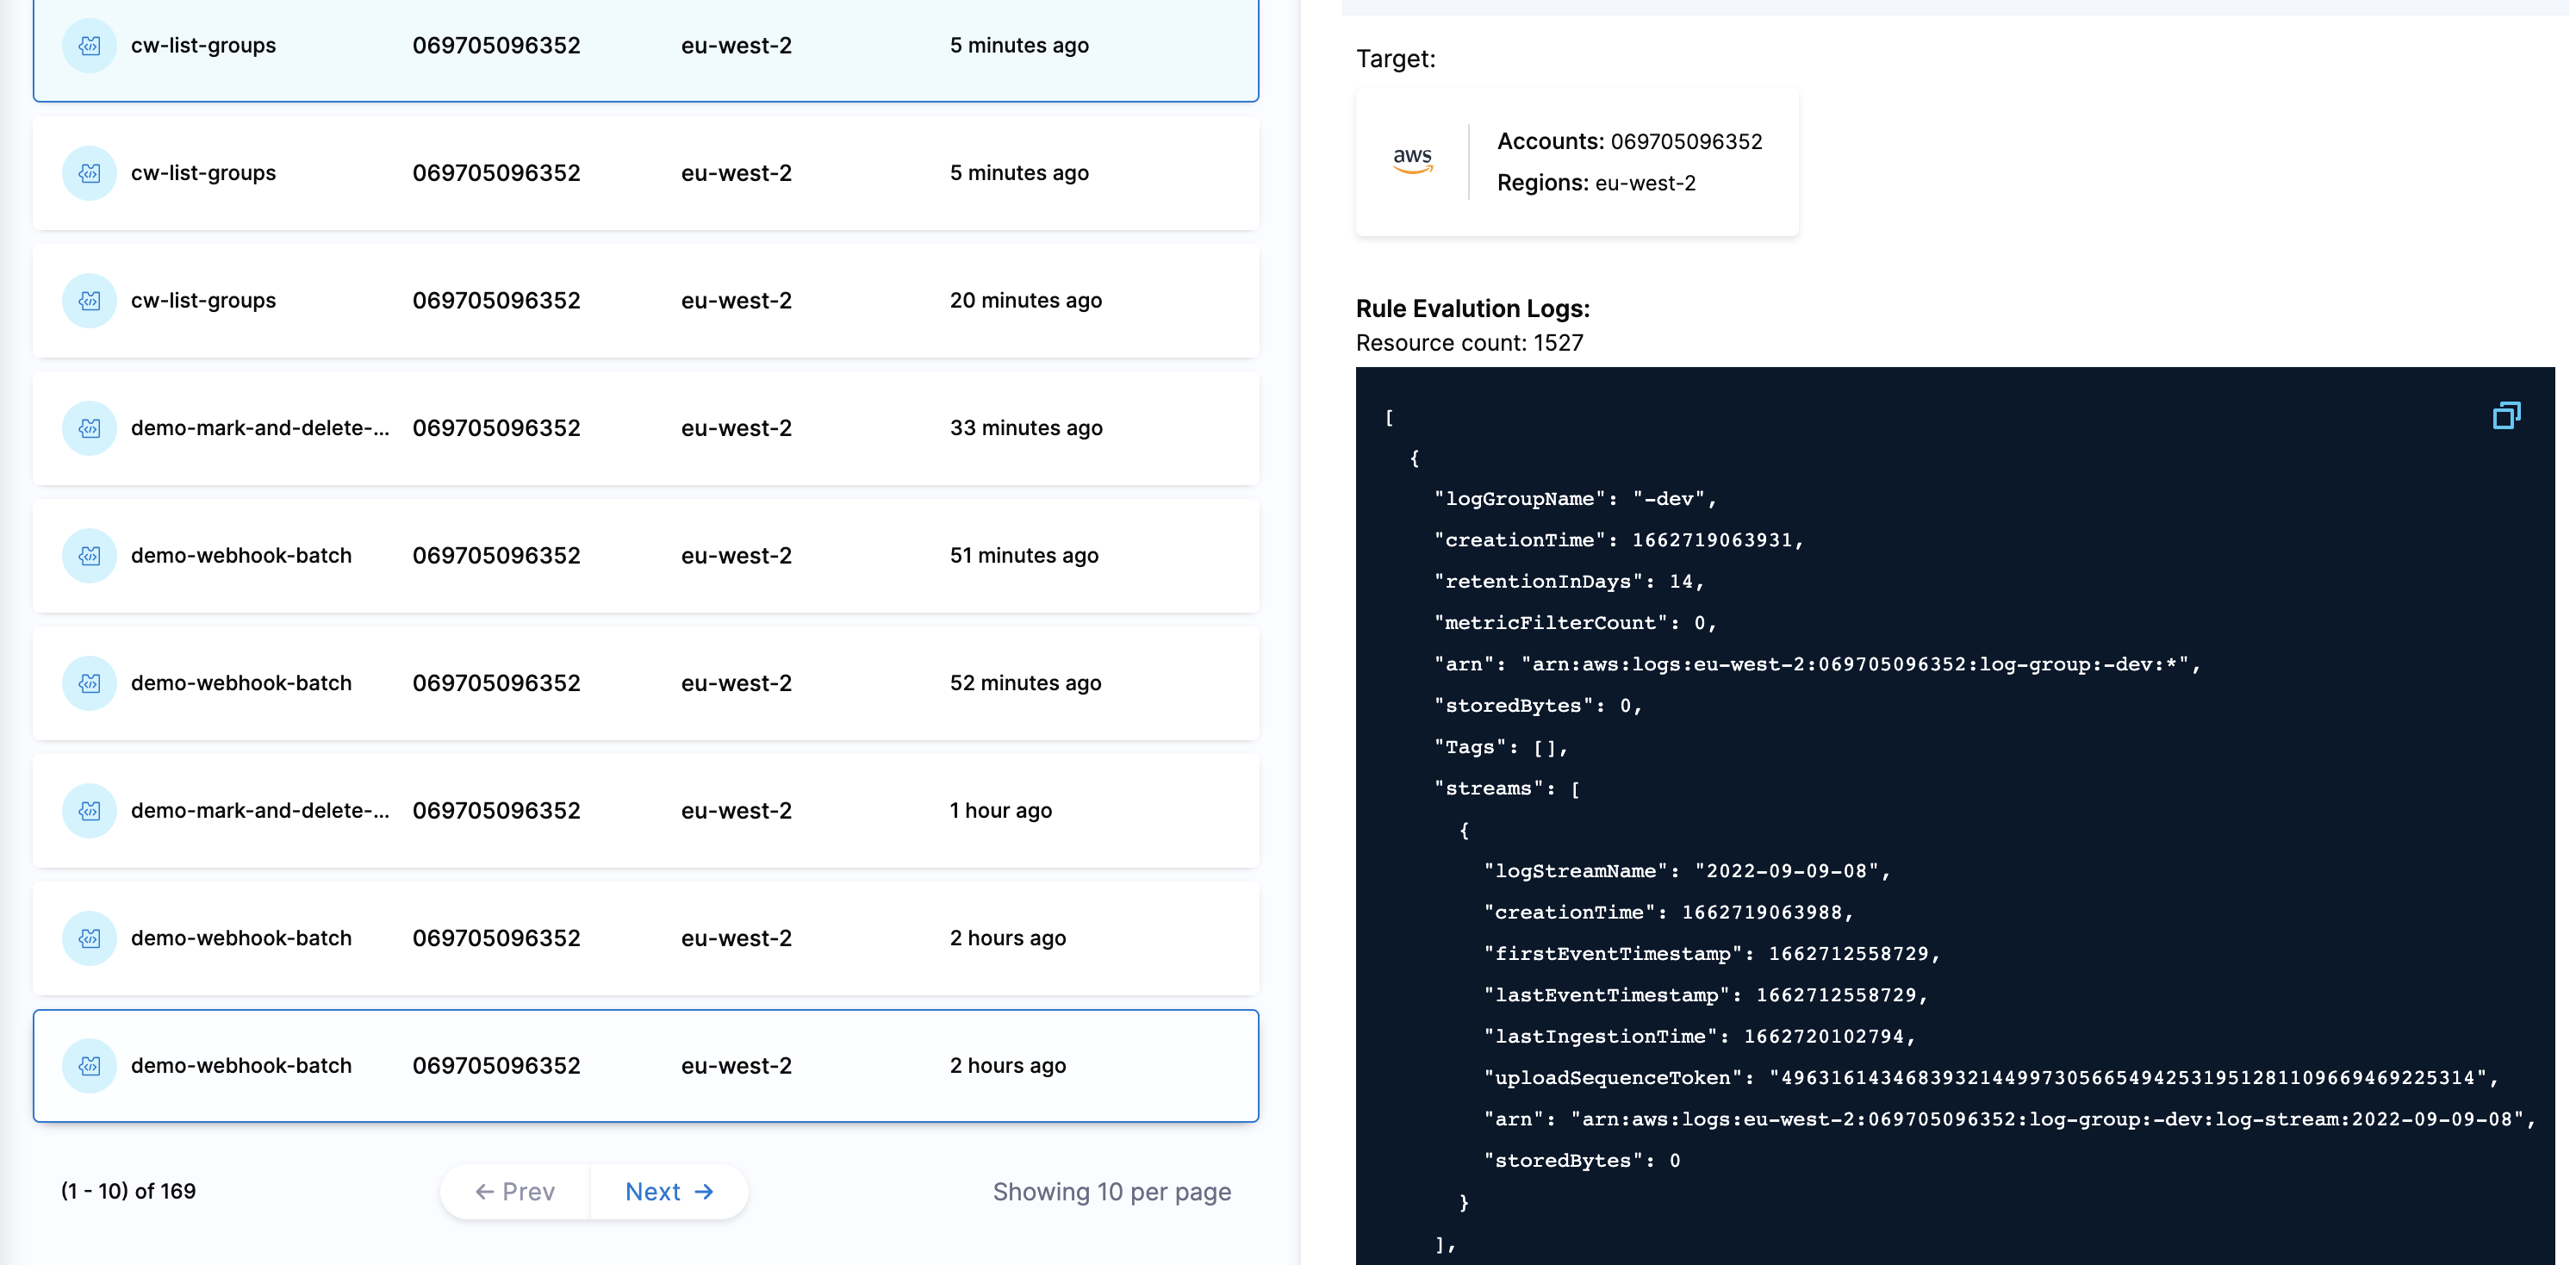 cw-list-groups 069705096352 eu-west-2 5 minutes ago
cw-list-groups 069705096352 eu-west-2 5 minutes ago
cw-list-groups 069705096352 eu-west-2 20 minutes ago
demo-mark-and-delete-... 069705096352 eu-west-2 33 minutes ago
demo-webhook-batch 069705096352 eu-west-2 51 minutes ago
demo-webhook-batch 069705096352 eu-west-2 52 minutes ago
demo-mark-and-delete-... 069705096352 eu-west-2 1 hour ago
demo-webhook-batch 069705096352 eu-west-2 2 hours ago
demo-webhook-batch 069705096352 eu-west-2 2 hours ago
(1 - 10) of 169 ← Prev Next → Showing 10 per page
Target:
aws
Accounts: 069705096352
Regions: eu-west-2
Rule Evalution Logs:
Resource count: 1527
[
{
"logGroupName": "-dev",
"creationTime": 1662719063931,
"retentionInDays": 14,
"metricFilterCount": 0,
"arn": "arn:aws:logs:eu-west-2:069705096352:log-group:-dev:*",
"storedBytes": 0,
"Tags": [],
"streams": [
{
"logStreamName": "2022-09-09-08",
"creationTime": 1662719063988,
"firstEventTimestamp": 1662712558729,
"lastEventTimestamp": 1662712558729,
"lastIngestionTime": 1662720102794,
"uploadSequenceToken": "49631614346839321449973056654942531951281109669469225314",
"arn": "arn:aws:logs:eu-west-2:069705096352:log-group:-dev:log-stream:2022-09-09-08",
"storedBytes": 0
}
],